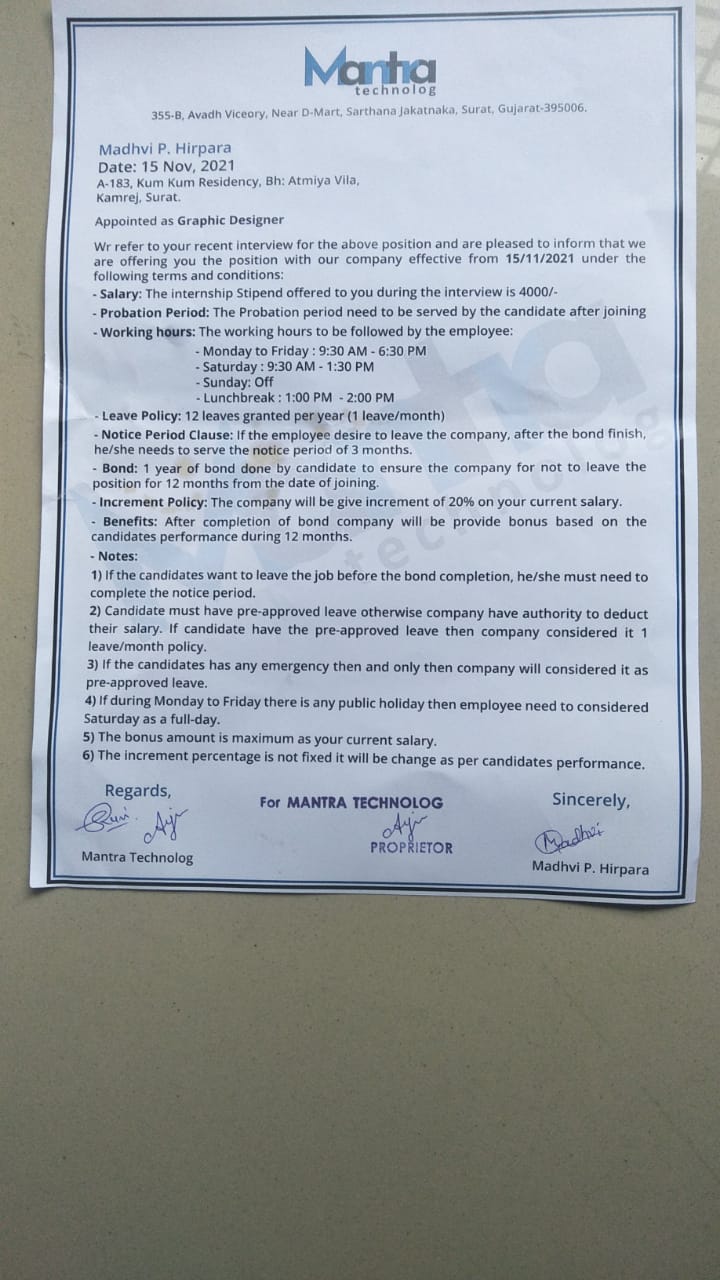 Mantra
technolog
355-B, Avadh Viceory, Near D-Mart, Sarthana Jakatnaka, Surat, Gujarat-395006.
Madhvi P. Hirpara
Date: 15 Nov, 2021
A-183, Kum Kum Residency, Bh: Atmiya Vila,
Kamrej, Surat.
Appointed as Graphic Designer
Wr refer to your recent interview for the above position and are pleased to inform that we
are offering you the position with our company effective from 15/11/2021 under the
following terms and conditions:
- Salary: The internship Stipend offered to you during the interview is 4000/-
- Probation Period: The Probation period need to be served by the candidate after joining
- Working hours: The working hours to be followed by the employee:
- Monday to Friday : 9:30 AM - 6:30 PM
- Saturday : 9:30 AM - 1:30 PM
- Sunday: Off
- Lunchbreak : 1:00 PM - 2:00 PM
- Leave Policy: 12 leaves granted per year (1 leave/month)
- Notice Period Clause: If the employee desire to leave the company, after the bond finish,
he/she needs to serve the notice period of 3 months.
- Bond: 1 year of bond done by candidate to ensure the company for not to leave the
position for 12 months from the date of joining.
- Increment Policy: The company will be give increment of 20% on your current salary.
- Benefits: After completion of bond company will be provide bonus based on the
candidates performance during 12 months.
- Notes:
1) If the candidates want to leave the job before the bond completion, he/she must need to
complete the notice period.
2) Candidate must have pre-approved leave otherwise company have authority to deduct
their salary. If candidate have the pre-approved leave then company considered it 1
leave/month policy.
3) If the candidates has any emergency then and only then company will considered it as
pre-approved leave.
4) If during Monday to Friday there is any public holiday then employee need to considered
Saturday as a full-day.
5) The bonus amount is maximum as your current salary.
6) The increment percentage is not fixed it will be change as per candidates performance.
Regards,
For MANTRA TECHNOLOG
Sincerely,
PROPRIETOR
Madhvi
Mantra Technolog
Madhvi P. Hirpara